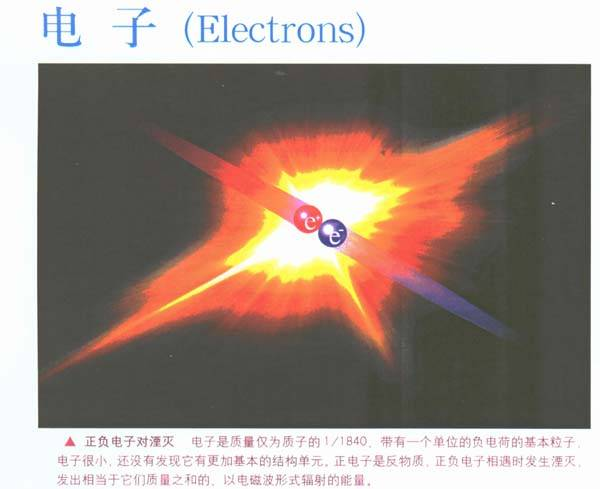 电 子 (Electrons)
e⁺
e⁻
▲ 正负电子对湮灭 电子是质量仅为质子的1/1840、带有一个单位的负电荷的基本粒子,
电子很小,还没有发现它有更加基本的结构单元。正电子是反物质,正负电子相遇时发生湮灭,
发出相当于它们质量之和的、以电磁波形式辐射的能量。